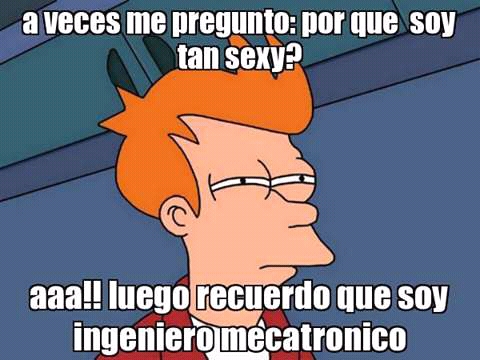 a veces me pregunto: por que soy
tan sexy?
aaa!! luego recuerdo que soy
ingeniero mecatronico